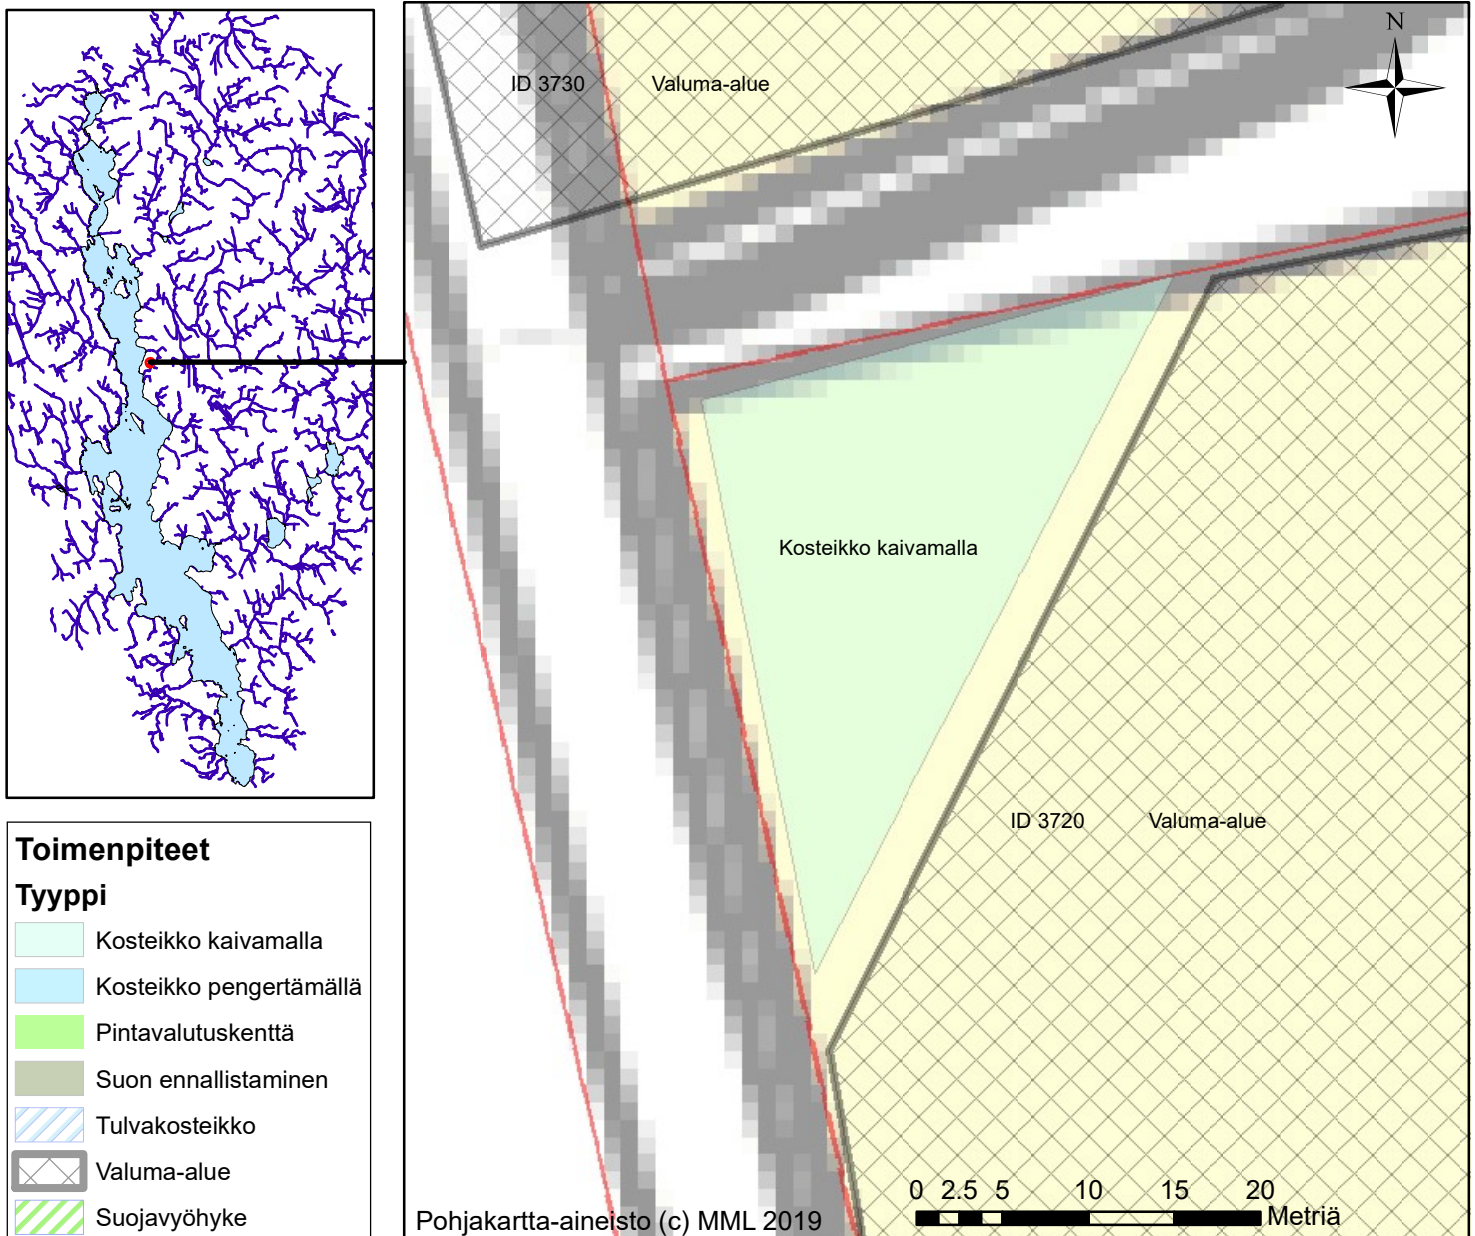 N
ID 3730 Valuma-alue
Kosteikko kaivamalla
ID 3720 Valuma-alue
Toimenpiteet
Tyyppi
Kosteikko kaivamalla
Kosteikko pengertämällä
Pintavalutuskenttä
Suon ennallistaminen
Tulvakosteikko
Valuma-alue
Suojavyöhyke
0 2.5 5 10 15 20
Metriä
Pohjakartta-aineisto (c) MML 2019